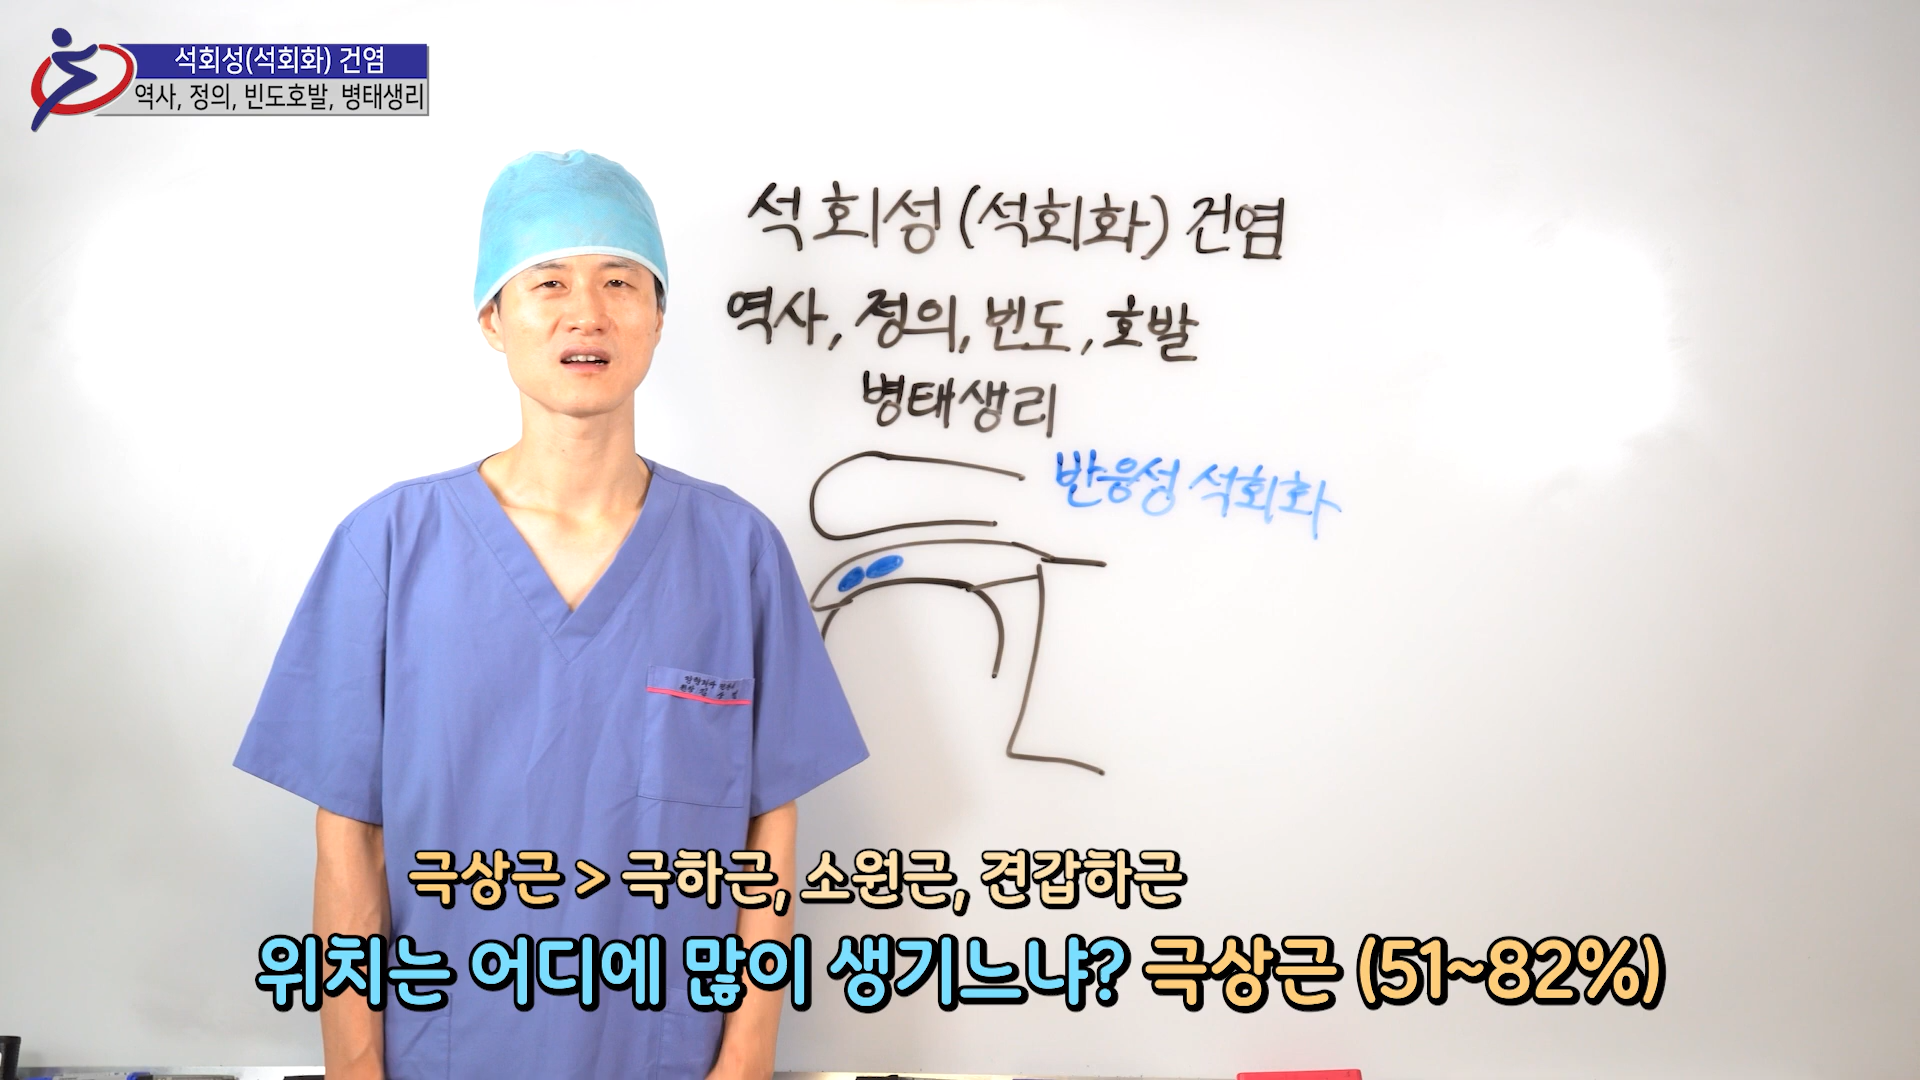 석회성(석회화) 건염
역사, 정의, 빈도호발, 병태생리
석회성(석회화) 건염
역사, 정의, 빈도, 호발
병태생리
반응성 석회화
극상근 > 극하근, 소원근, 견갑하근
위치는 어디에 많이 생기느냐? 극상근 (51~82%)